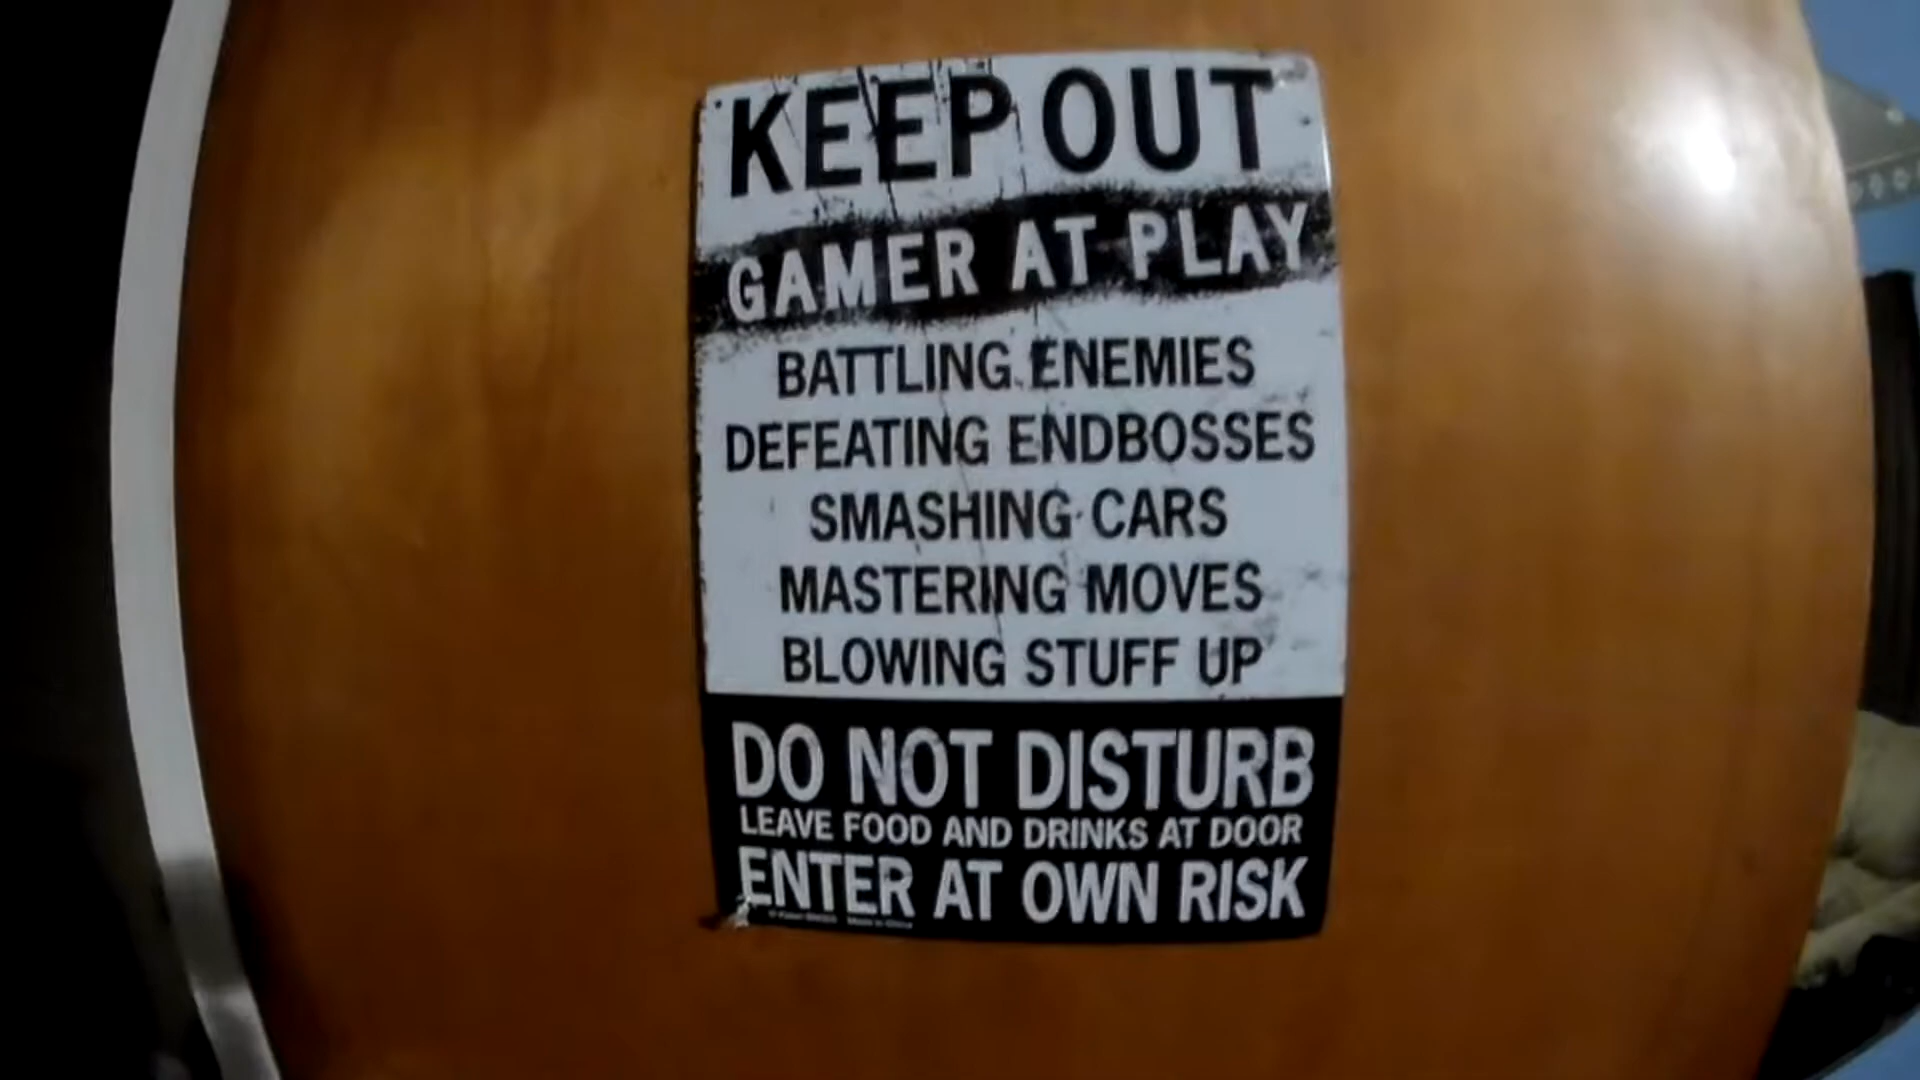 KEEP OUT
GAMER AT PLAY
BATTLING ENEMIES
DEFEATING ENDBOSSES
SMASHING CARS
MASTERING MOVES
BLOWING STUFF UP
DO NOT DISTURB
LEAVE FOOD AND DRINKS AT DOOR
ENTER AT OWN RISK